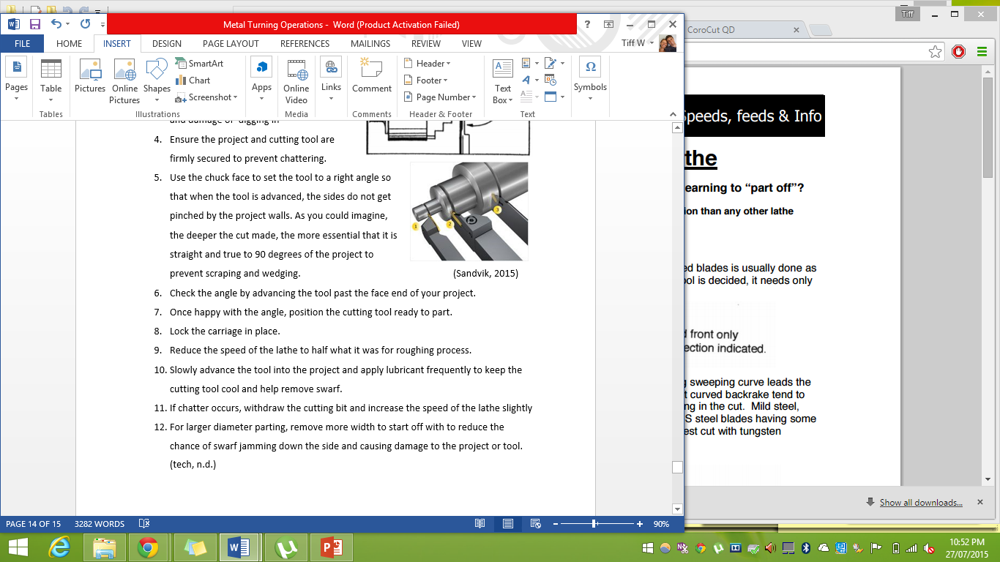 Tiff
Metal Turning Operations - Word (Product Activation Failed)
CoroCut QD
FILE HOME INSERT DESIGN PAGE LAYOUT REFERENCES MAILINGS REVIEW VIEW Tiff W
Pages
Table
Pictures
Online Pictures
Shapes
SmartArt
Chart
Screenshot
Apps
Online Video
Links
Comment
Header
Footer
Page Number
Text Box
Symbols
Tables Illustrations Media Comments Header & Footer Text
4. Ensure the project and cutting tool are
firmly secured to prevent chattering.
5. Use the chuck face to set the tool to a right angle so
that when the tool is advanced, the sides do not get
pinched by the project walls. As you could imagine,
the deeper the cut made, the more essential that it is
straight and true to 90 degrees of the project to
prevent scraping and wedging. (Sandvik, 2015)
1 2 3
6. Check the angle by advancing the tool past the face end of your project.
7. Once happy with the angle, position the cutting tool ready to part.
8. Lock the carriage in place.
9. Reduce the speed of the lathe to half what it was for roughing process.
10. Slowly advance the tool into the project and apply lubricant frequently to keep the
cutting tool cool and help remove swarf.
11. If chatter occurs, withdraw the cutting bit and increase the speed of the lathe slightly
12. For larger diameter parting, remove more width to start off with to reduce the
chance of swarf jamming down the side and causing damage to the project or tool.
(tech, n.d.)
Speeds, feeds & Info
the
earning to “part off”?
ion than any other lathe
ed blades is usually done as
ool is decided, it needs only
d front only
ection indicated.
g sweeping curve leads the
t curved backrake tend to
ng in the cut. Mild steel,
S steel blades having some
est cut with tungsten
Show all downloads...
PAGE 14 OF 15 3282 WORDS 90%
10:52 PM
27/07/2015